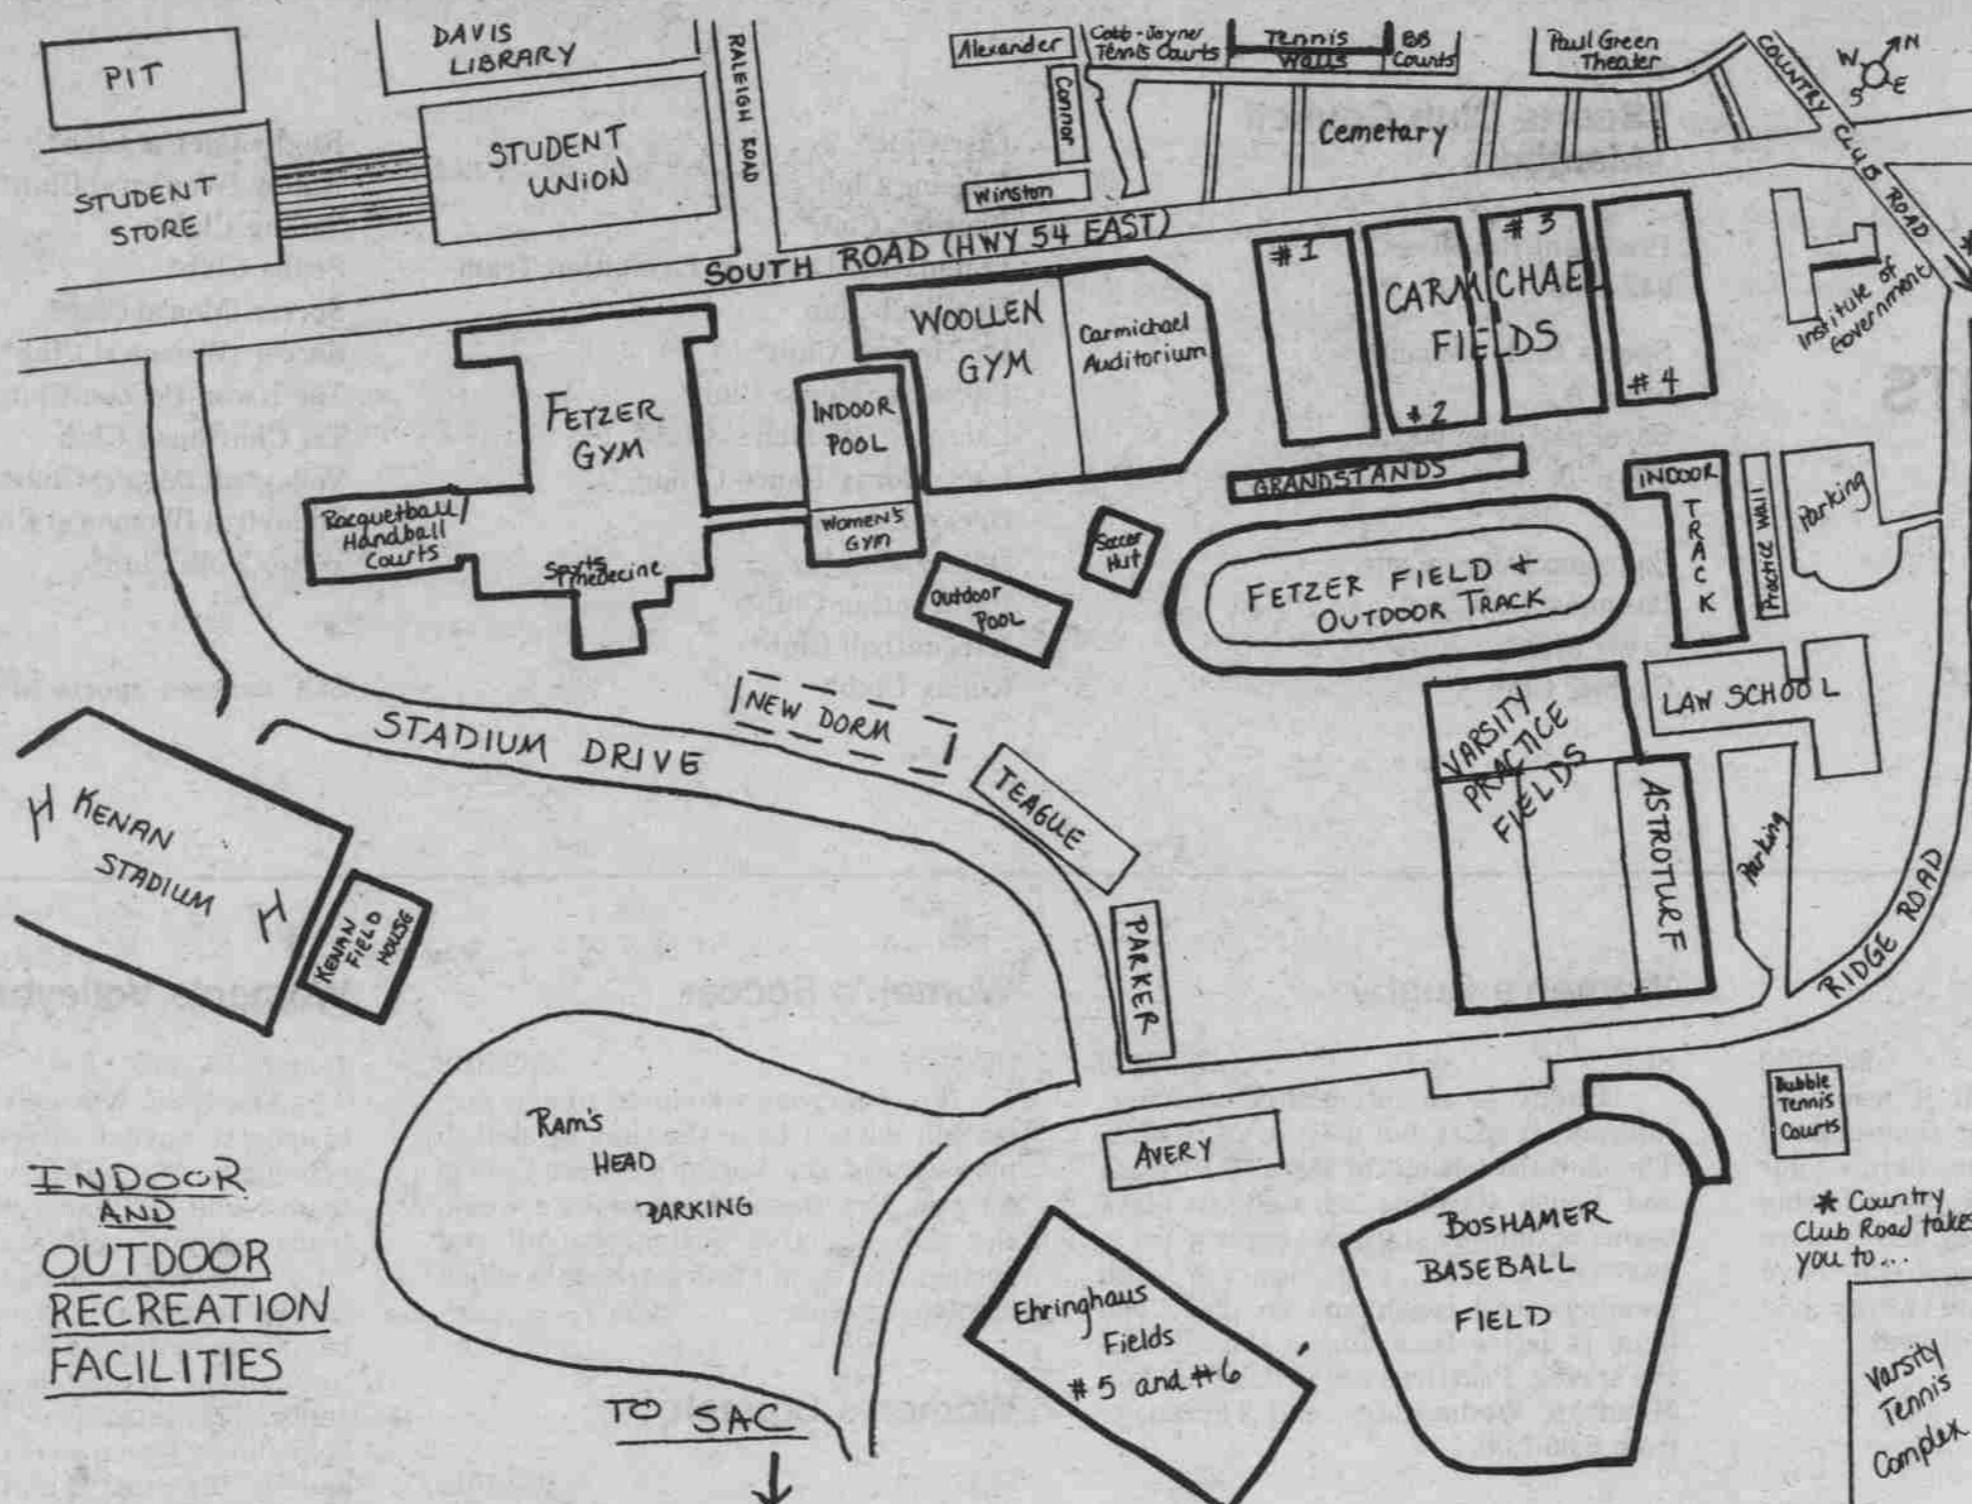 PIT
DAVIS
LIBRARY
RALEIGH ROAD
STUDENT
UNION
STUDENT
STORE
Alexander
Connor
Winston
Cobb-Joyner
Tennis Courts
Tennis
Walls
BB
Courts
Paul Green
Theater
COUNTRY CLUB ROAD
W N
S E
Cemetary
SOUTH ROAD (HWY 54 EAST)
#1
#2
#3
#4
CARMICHAEL
FIELDS
Institute of
Government
*
WOOLLEN
GYM
Carmichael
Auditorium
FETZER
GYM
INDOOR
POOL
Women's
Gym
Racquetball/
Handball
Courts
Sports
Medecine
Outdoor
Pool
Soccer
Hut
GRANDSTANDS
FETZER FIELD +
OUTDOOR TRACK
INDOOR
TRACK
Practice Wall
Parking
LAW SCHOOL
NEW DORM
STADIUM DRIVE
TEAGUE
PARKER
VARSITY
PRACTICE
FIELDS
ASTROTURF
Parking
RIDGE ROAD
H KENAN
STADIUM H
KENAN
FIELD
HOUSE
RAM'S
HEAD
PARKING
AVERY
Bubble
Tennis
Courts
BOSHAMER
BASEBALL
FIELD
Ehringhaus
Fields
#5 and #6
* Country
Club Road takes
you to...
Varsity
Tennis
Complex
INDOOR
AND
OUTDOOR
RECREATION
FACILITIES
TO SAC